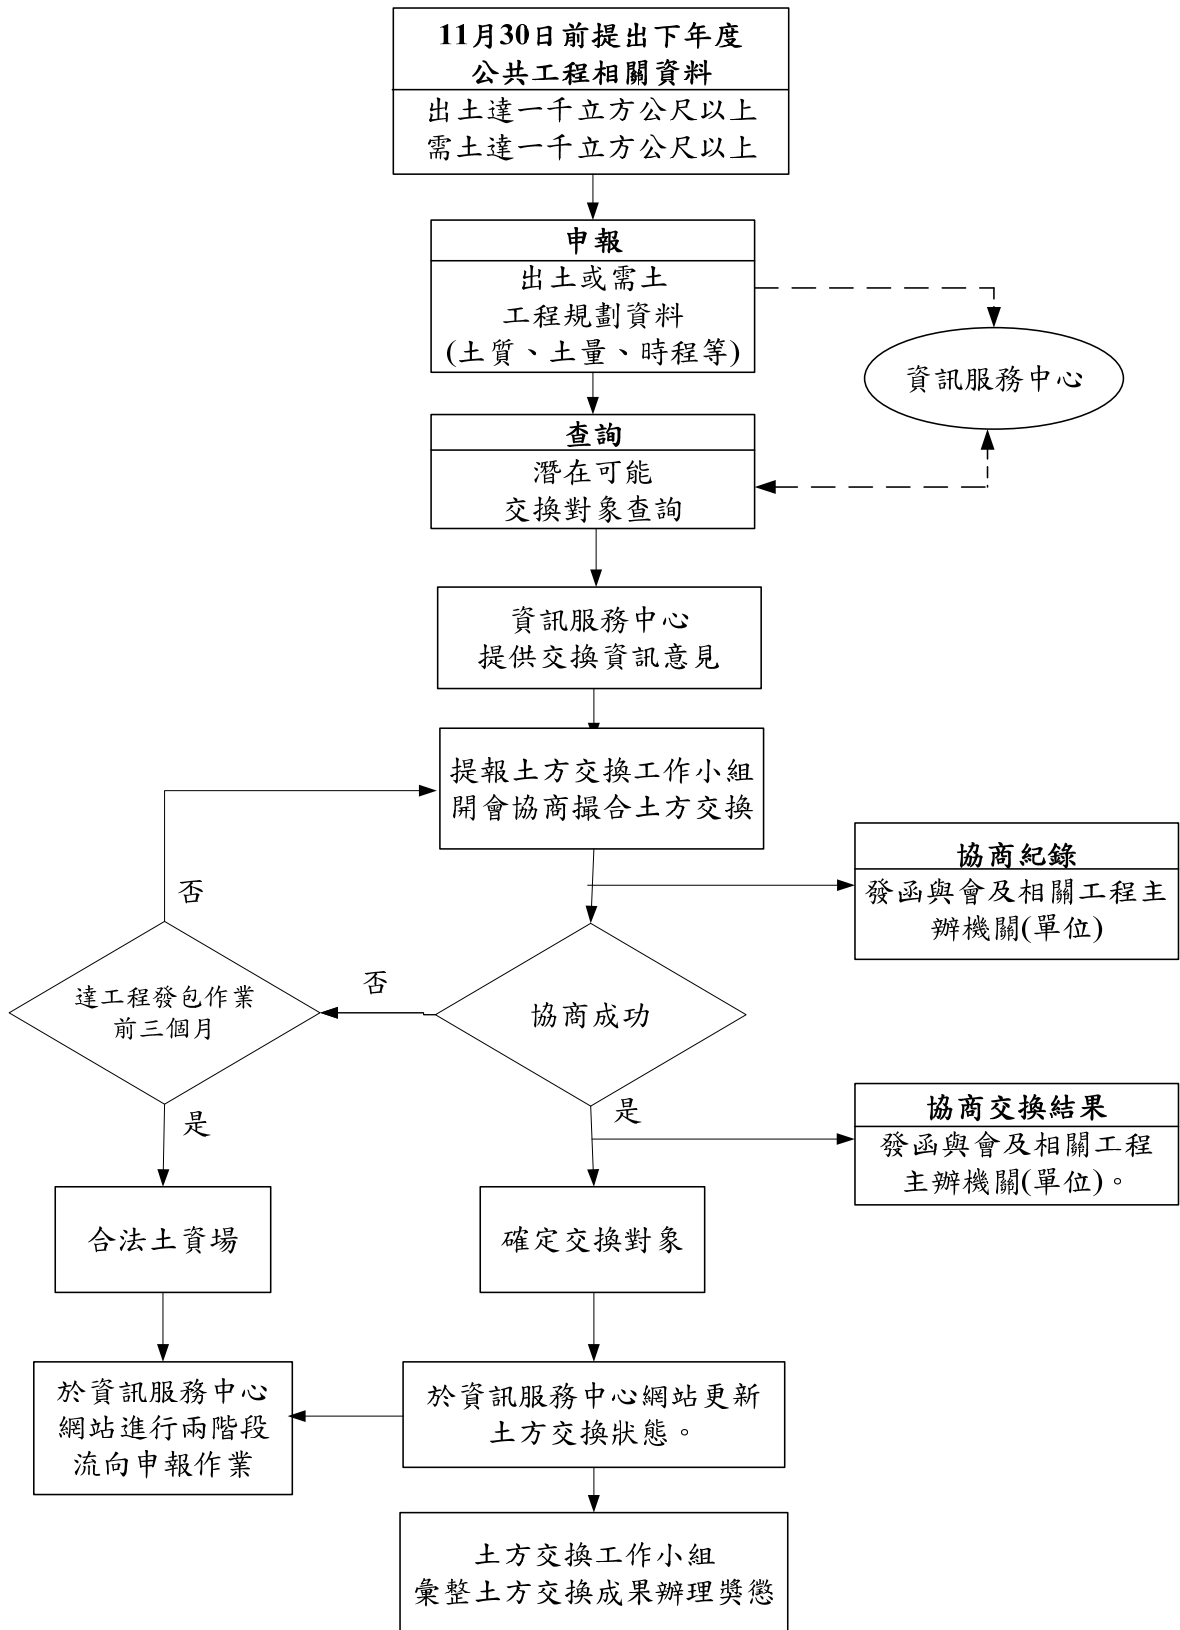 11月30日前提出下年度
公共工程相關資料
出土達一千立方公尺以上
需土達一千立方公尺以上
申報
出土或需土
工程規劃資料
(土質、土量、時程等)
資訊服務中心
查詢
潛在可能
交換對象查詢
資訊服務中心
提供交換資訊意見
提報土方交換工作小組
開會協商撮合土方交換
協商紀錄
發函與會及相關工程主
辦機關(單位)
否
否
達工程發包作業
前三個月
協商成功
是
是
協商交換結果
發函與會及相關工程
主辦機關(單位)。
合法土資場
確定交換對象
於資訊服務中心
網站進行兩階段
流向申報作業
於資訊服務中心網站更新
土方交換狀態。
土方交換工作小組
彙整土方交換成果辦理獎懲